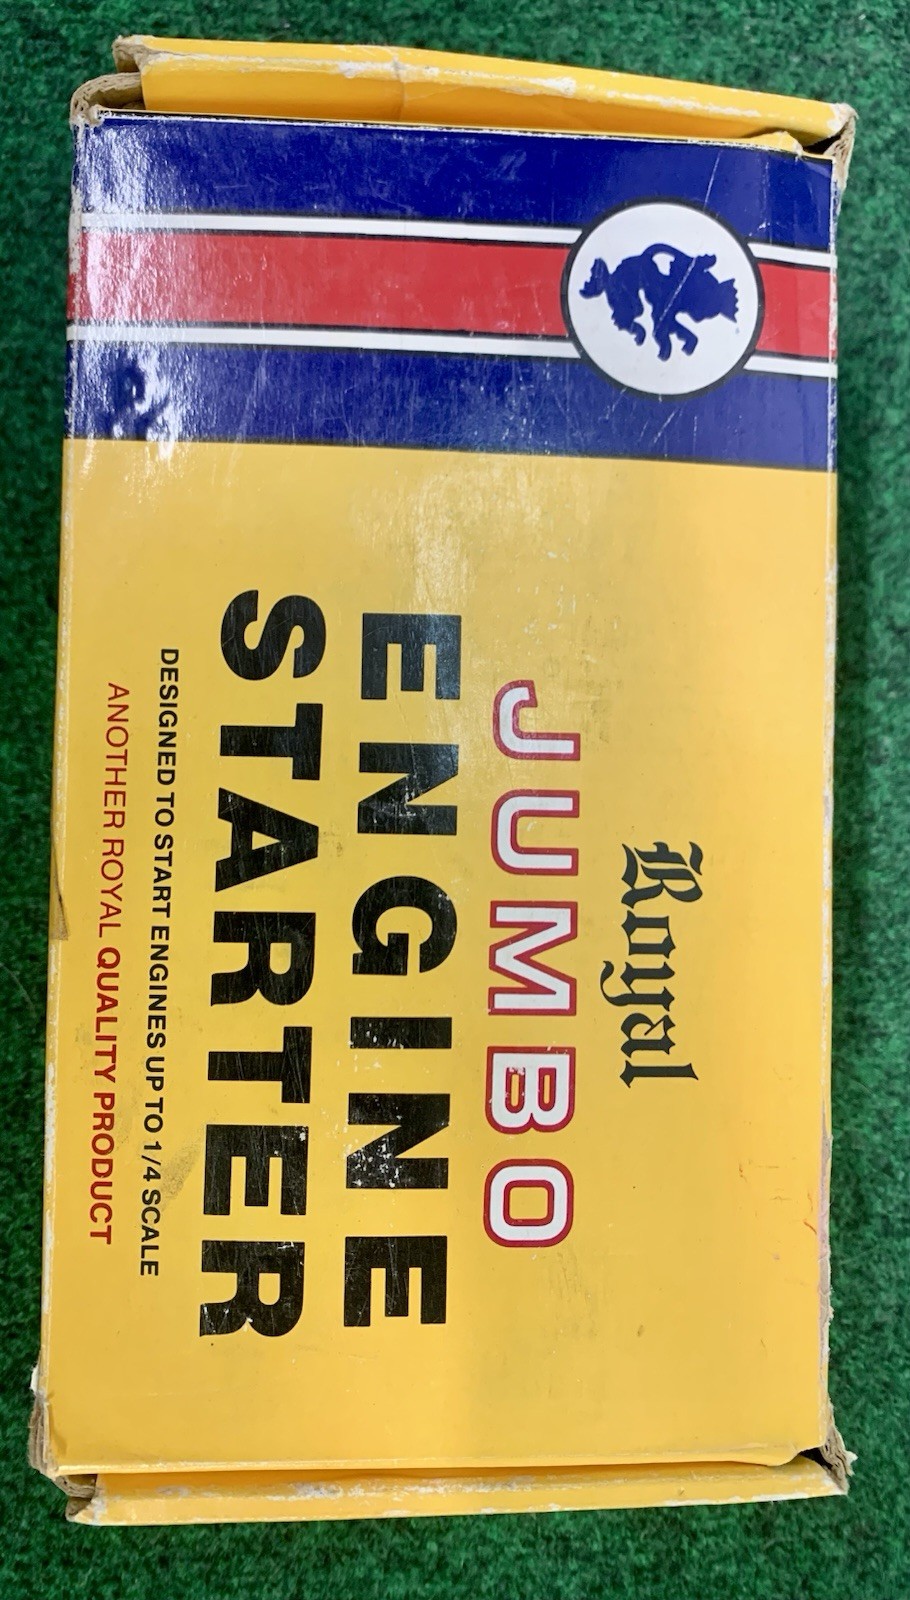 Royal
JUMBO
ENGINE
STARTER
DESIGNED TO START ENGINES UP TO 1/4 SCALE
ANOTHER ROYAL QUALITY PRODUCT